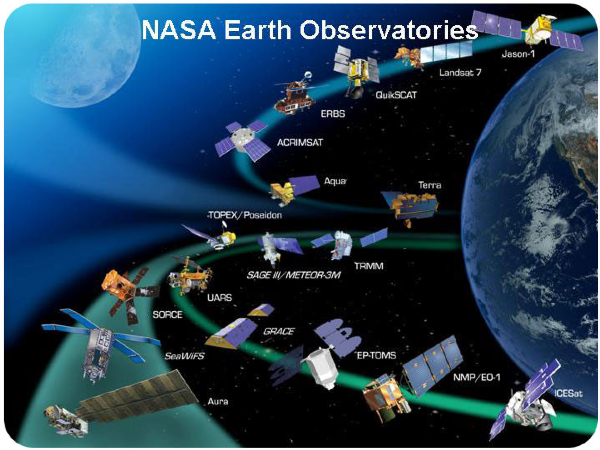 NASA Earth Observatories
Jason-1
Landsat 7
QuikSCAT
ERBS
ACRIMSAT
Aqua
Terra
TOPEX/Poseidon
SAGE III/METEOR-3M
TRMM
UARS
SORCE
GRACE
SeaWiFS
EP-TOMS
NMP/EO-1
ICESat
Aura